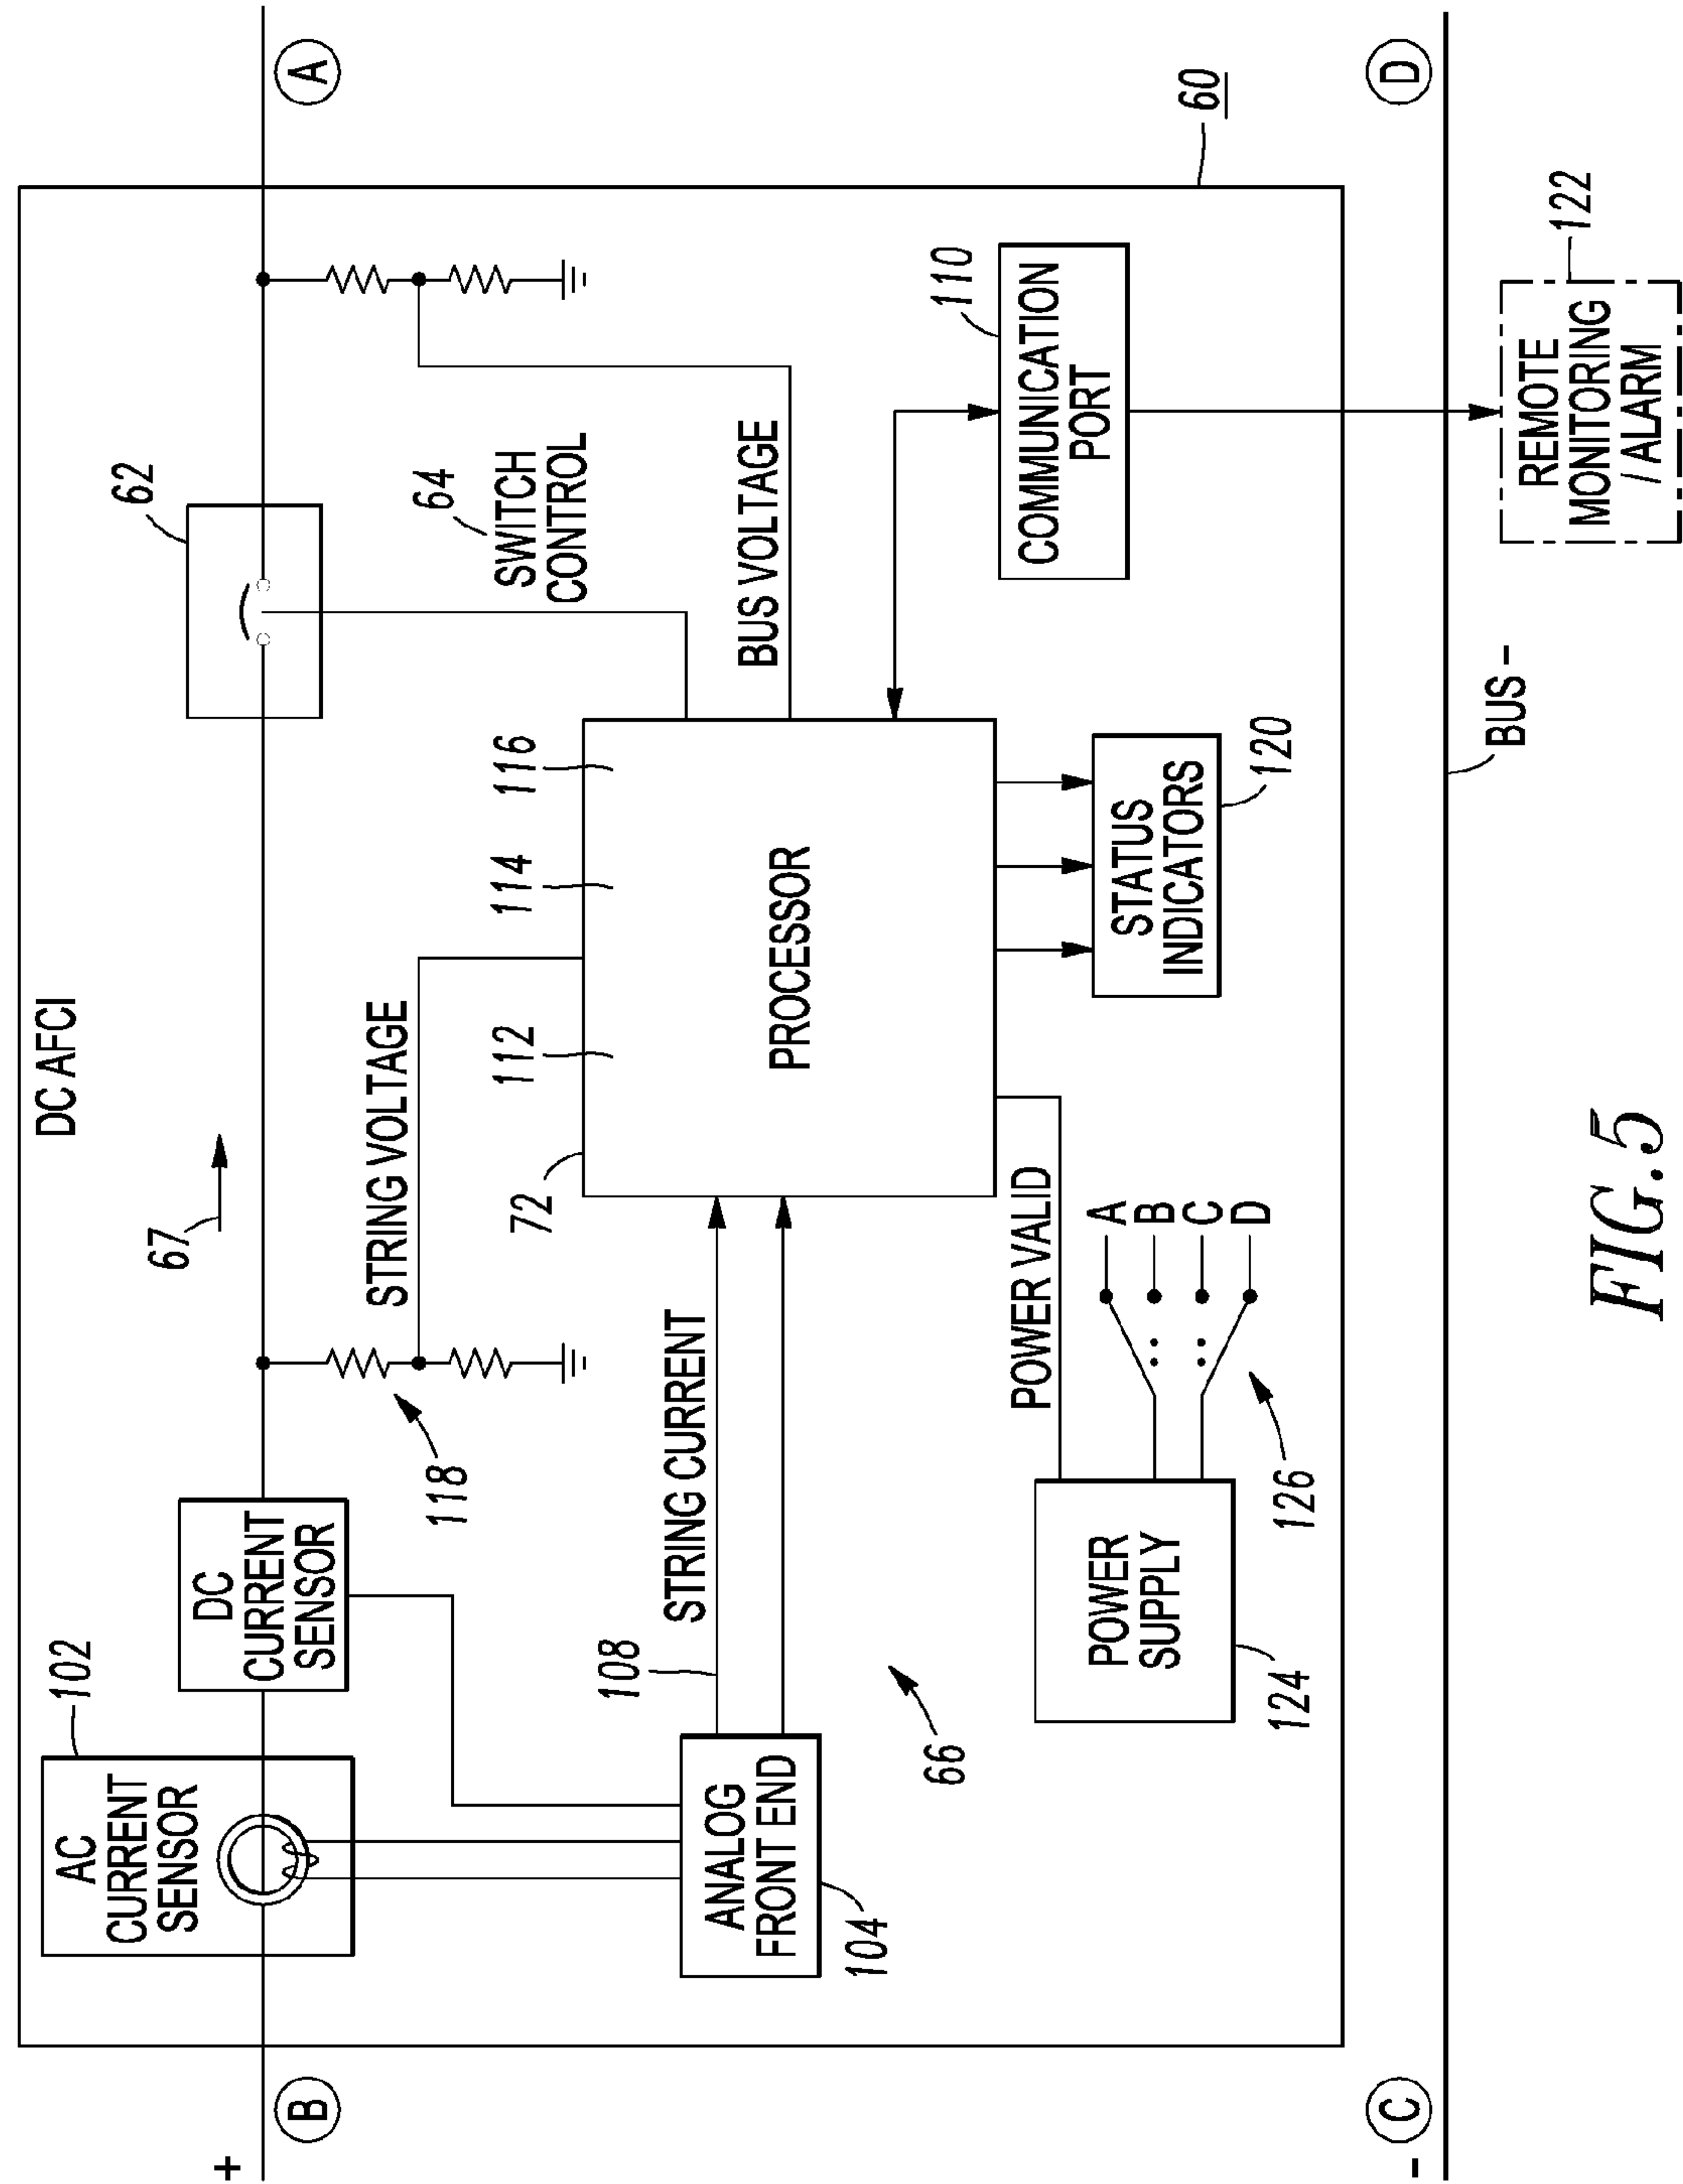 DC AFCI
+
B
A
AC
CURRENT
SENSOR
102
DC
CURRENT
SENSOR
67
62
118
STRING VOLTAGE
64
SWITCH
CONTROL
108
STRING CURRENT
72
112
114
116
PROCESSOR
BUS VOLTAGE
ANALOG
FRONT END
104
66
POWER VALID
POWER
SUPPLY
124
126
A
B
C
D
STATUS
INDICATORS
120
COMMUNICATION
PORT
110
60
-
C
D
BUS -
REMOTE
MONITORING
/ ALARM
122
FIG.5